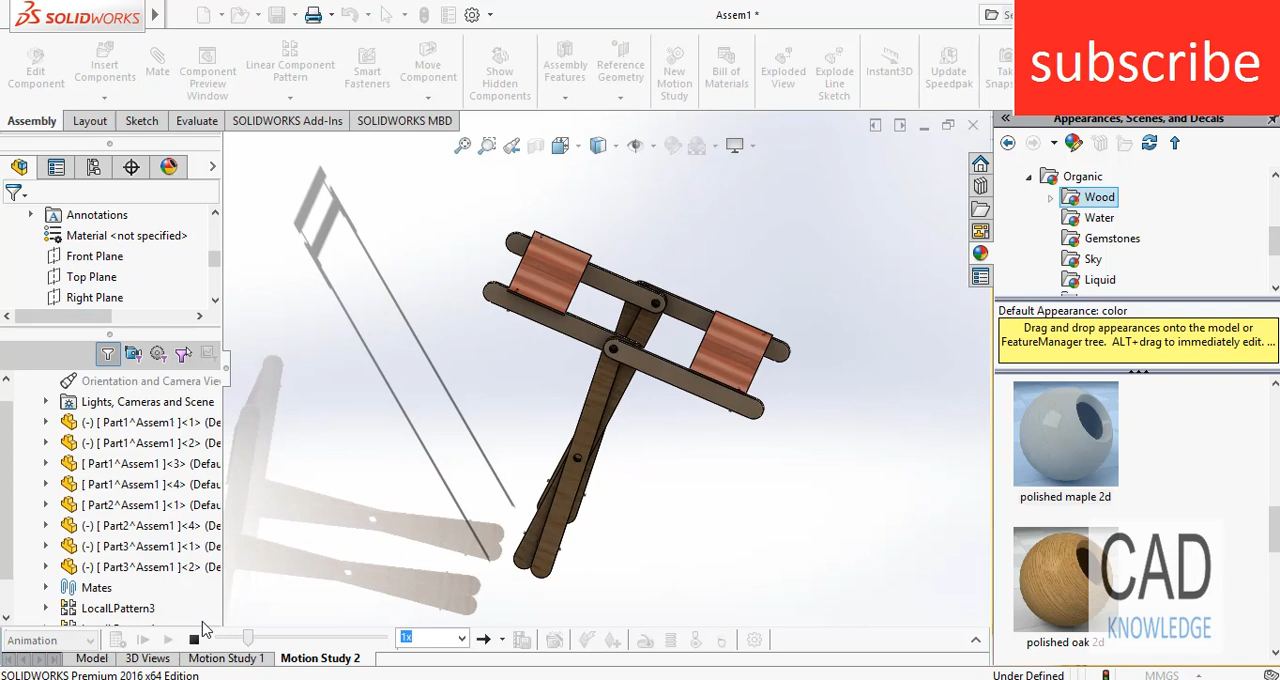 SOLIDWORKS
Assem1 *
subscribe
Edit Component
Insert Components
Mate
Component Preview Window
Linear Component Pattern
Smart Fasteners
Move Component
Show Hidden Components
Assembly Features
Reference Geometry
New Motion Study
Bill of Materials
Exploded View
Explode Line Sketch
Instant3D
Update Speedpak
Assembly
Layout
Sketch
Evaluate
SOLIDWORKS Add-Ins
SOLIDWORKS MBD
Appearances, Scenes, and Decals
Annotations
Material <not specified>
Front Plane
Top Plane
Right Plane
Organic
Wood
Water
Gemstones
Sky
Liquid
Default Appearance: color
Drag and drop appearances onto the model or
FeatureManager tree. ALT+drag to immediately edit. ...
Orientation and Camera Vie
Lights, Cameras and Scene
(-) [ Part1^Assem1 ]<1> (De
(-) [ Part1^Assem1 ]<2> (De
[ Part1^Assem1 ]<3> (Defau
[ Part1^Assem1 ]<4> (Defau
[ Part2^Assem1 ]<1> (Defau
(-) [ Part2^Assem1 ]<4> (De
(-) [ Part3^Assem1 ]<1> (De
(-) [ Part3^Assem1 ]<2> (De
Mates
LocalLPattern3
polished maple 2d
polished oak 2d
CAD
KNOWLEDGE
Animation
1x
Model
3D Views
Motion Study 1
Motion Study 2
SOLIDWORKS Premium 2016 x64 Edition
Under Defined
MMGS